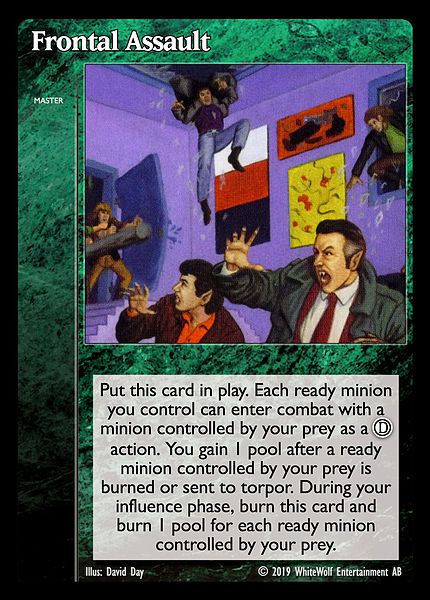 Frontal Assault
MASTER
Put this card in play. Each ready minion
you control can enter combat with a
minion controlled by your prey as a Ⓓ
action. You gain 1 pool after a ready
minion controlled by your prey is
burned or sent to torpor. During your
influence phase, burn this card and
burn 1 pool for each ready minion
controlled by your prey.
Illus: David Day © 2019 WhiteWolf Entertainment AB